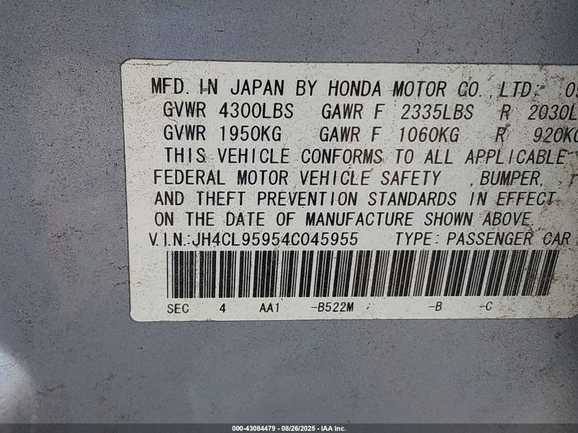 MFD. IN JAPAN BY HONDA MOTOR CO.,LTD.
GVWR 4300LBS GAWR F 2335LBS R 2030L
GVWR 1950KG GAWR F 1060KG R 920KG
THIS VEHICLE CONFORMS TO ALL APPLICABLE
FEDERAL MOTOR VEHICLE SAFETY ,BUMPER,
AND THEFT PREVENTION STANDARDS IN EFFECT
ON THE DATE OF MANUFACTURE SHOWN ABOVE
V.I.N.:JH4CL95954C045955 TYPE:PASSENGER CAR
SEC 4 AA1 -B522M -B -C
000-43084479 - 08/26/2025 - IAA Inc.